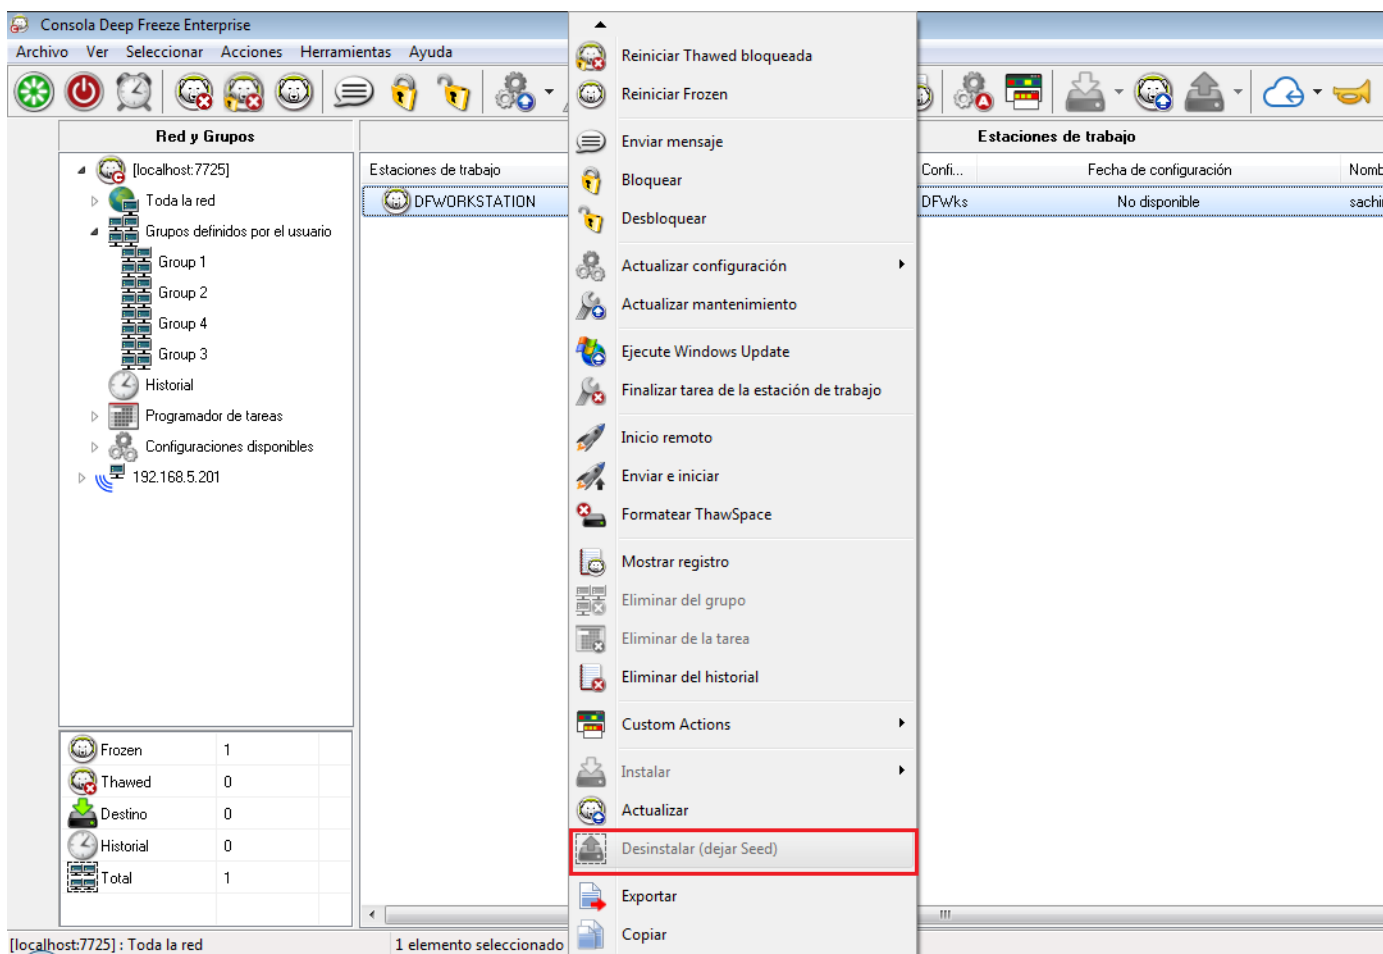 Consola Deep Freeze Enterprise
Archivo Ver Seleccionar Acciones Herramientas Ayuda
Red y Grupos
[localhost:7725]
Toda la red
Grupos definidos por el usuario
Group 1
Group 2
Group 4
Group 3
Historial
Programador de tareas
Configuraciones disponibles
192.168.5.201
Frozen 1
Thawed 0
Destino 0
Historial 0
Total 1
Estaciones de trabajo
Estaciones de trabajo Confi... Fecha de configuración
DFWORKSTATION DFWks No disponible
Reiniciar Thawed bloqueada
Reiniciar Frozen
Enviar mensaje
Bloquear
Desbloquear
Actualizar configuración
Actualizar mantenimiento
Ejecute Windows Update
Finalizar tarea de la estación de trabajo
Inicio remoto
Enviar e iniciar
Formatear ThawSpace
Mostrar registro
Eliminar del grupo
Eliminar de la tarea
Eliminar del historial
Custom Actions
Instalar
Actualizar
Desinstalar (dejar Seed)
Exportar
Copiar
[localhost:7725] : Toda la red 1 elemento seleccionado